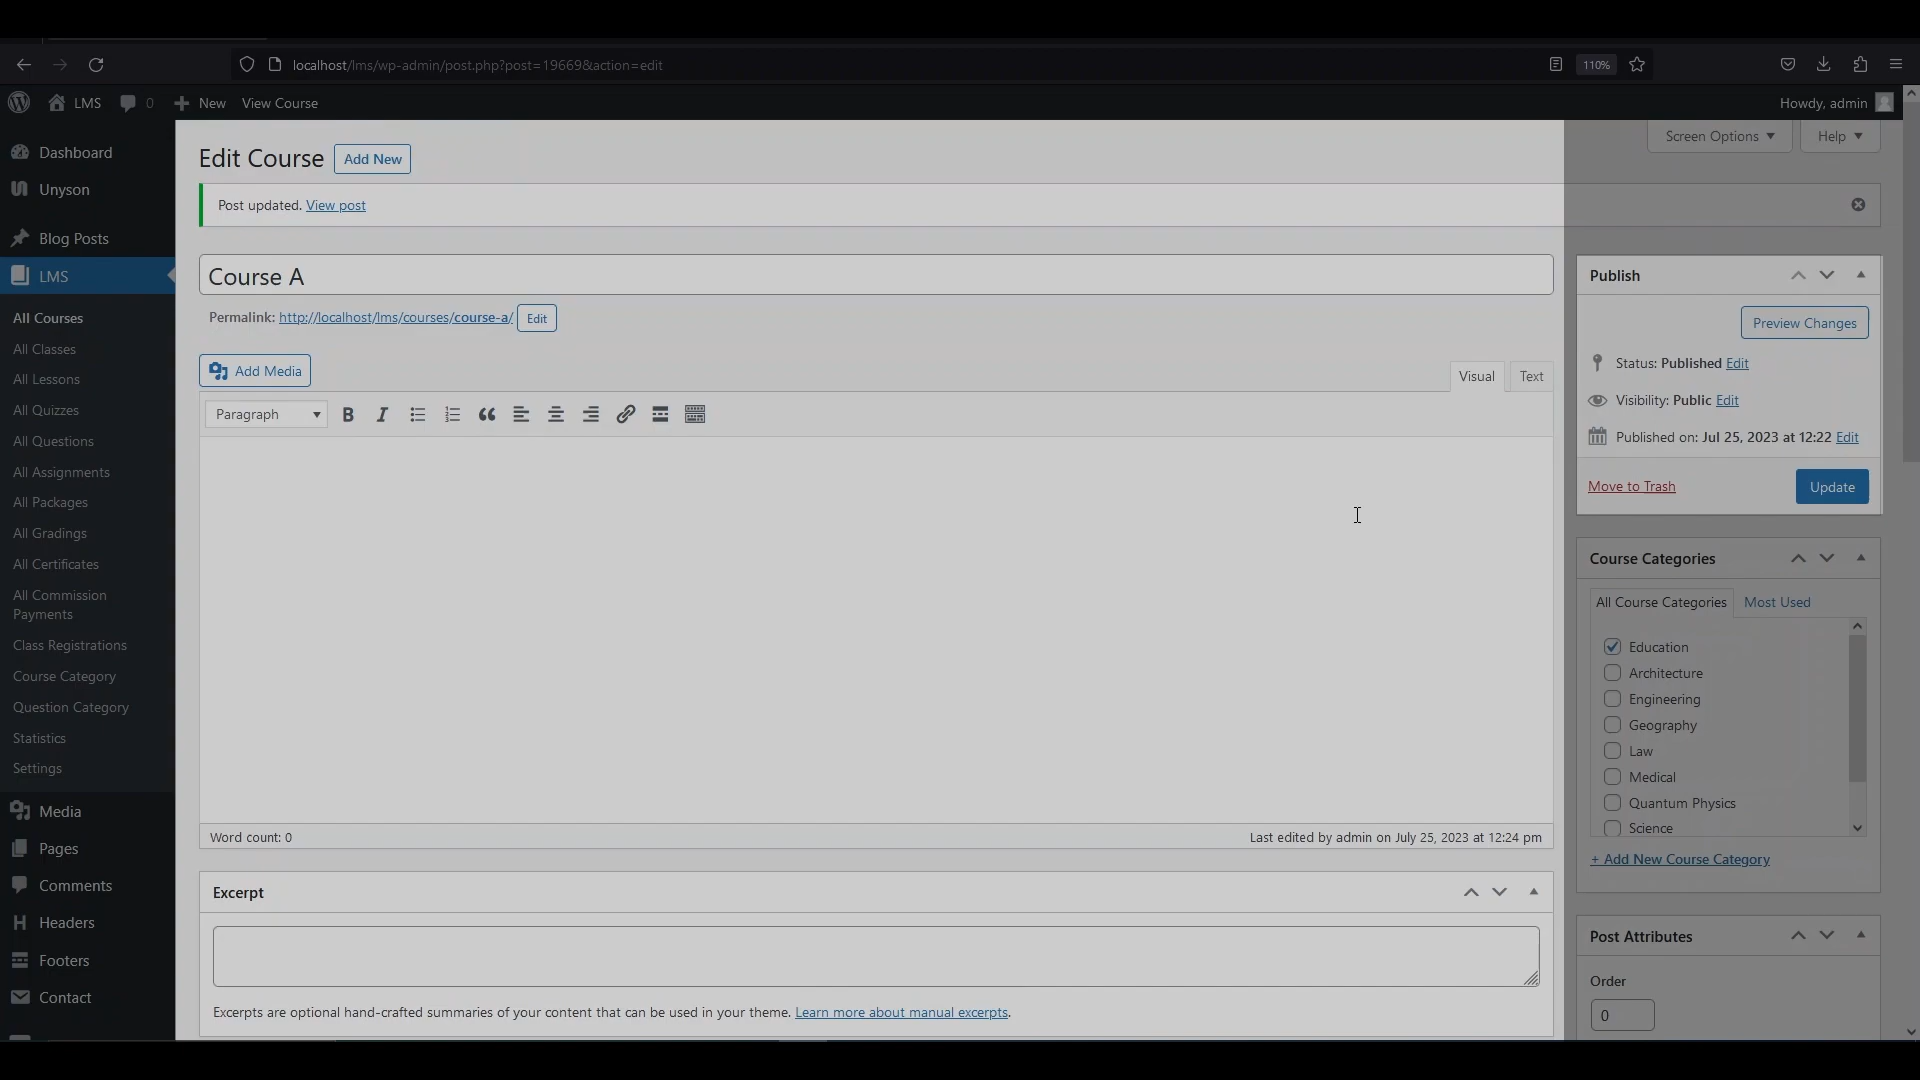 localhost/lms/wp-admin/post.php?post=19669&action=edit
110%
LMS
0
New
View Course
Howdy, admin
Dashboard
Unyson
Blog Posts
LMS
All Courses
All Classes
All Lessons
All Quizzes
All Questions
All Assignments
All Packages
All Gradings
All Certificates
All Commission
Payments
Class Registrations
Course Category
Question Category
Statistics
Settings
Media
Pages
Comments
Headers
Footers
Contact
Screen Options
Help
Edit Course
Add New
Post updated. View post
Course A
Permalink: http://localhost/lms/courses/course-a/ Edit
Add Media
Visual
Text
Paragraph
Word count: 0
Last edited by admin on July 25, 2023 at 12:24 pm
Excerpt
Excerpts are optional hand-crafted summaries of your content that can be used in your theme. Learn more about manual excerpts.
Publish
Preview Changes
Status: Published Edit
Visibility: Public Edit
Published on: Jul 25, 2023 at 12:22 Edit
Move to Trash
Update
Course Categories
All Course Categories
Most Used
Education
Architecture
Engineering
Geography
Law
Medical
Quantum Physics
Science
+ Add New Course Category
Post Attributes
Order
0